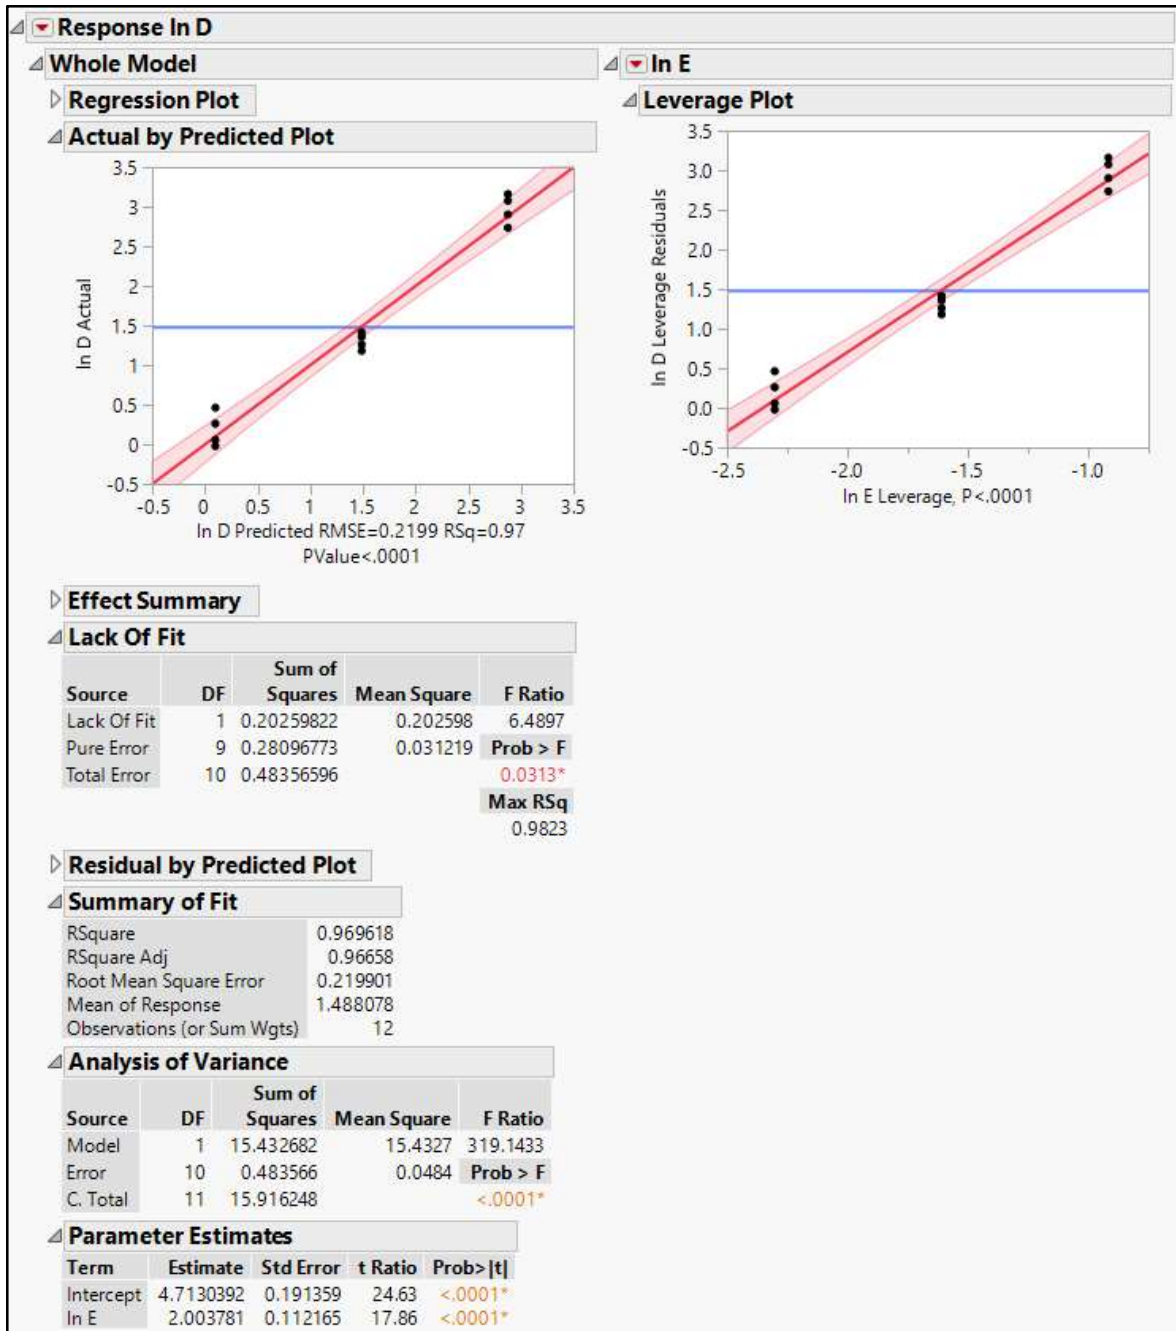 Response ln D
Whole Model
Regression Plot
Actual by Predicted Plot
3.5
3
2.5
2
1.5
1
0.5
0
-0.5
ln D Actual
-0.5 0 0.5 1 1.5 2 2.5 3 3.5
ln D Predicted RMSE=0.2199 RSq=0.97
PValue<.0001
ln E
Leverage Plot
3.5
3.0
2.5
2.0
1.5
1.0
0.5
0.0
-0.5
ln D Leverage Residuals
-2.5 -2.0 -1.5 -1.0
ln E Leverage, P<.0001
Effect Summary
Lack Of Fit
Sum of
Source DF Squares Mean Square F Ratio
Lack Of Fit 1 0.20259822 0.202598 6.4897
Pure Error 9 0.28096773 0.031219 Prob > F
Total Error 10 0.48356596 0.0313*
Max RSq
0.9823
Residual by Predicted Plot
Summary of Fit
RSquare 0.969618
RSquare Adj 0.96658
Root Mean Square Error 0.219901
Mean of Response 1.488078
Observations (or Sum Wgts) 12
Analysis of Variance
Sum of
Source DF Squares Mean Square F Ratio
Model 1 15.432682 15.4327 319.1433
Error 10 0.483566 0.0484 Prob > F
C. Total 11 15.916248 <.0001*
Parameter Estimates
Term Estimate Std Error t Ratio Prob>|t|
Intercept 4.7130392 0.191359 24.63 <.0001*
ln E 2.003781 0.112165 17.86 <.0001*